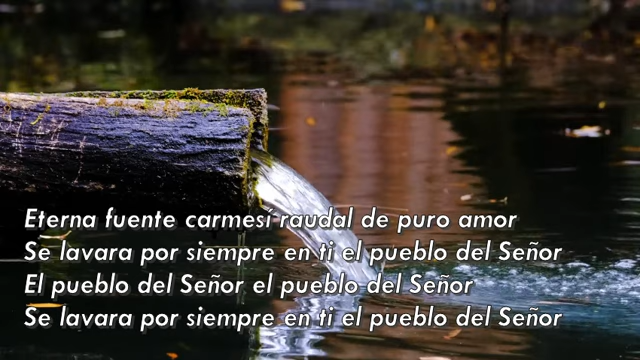 Eterna fuente carmesí raudal de puro amor
Se lavara por siempre en ti el pueblo del Señor
El pueblo del Señor el pueblo del Señor
Se lavara por siempre en ti el pueblo del Señor